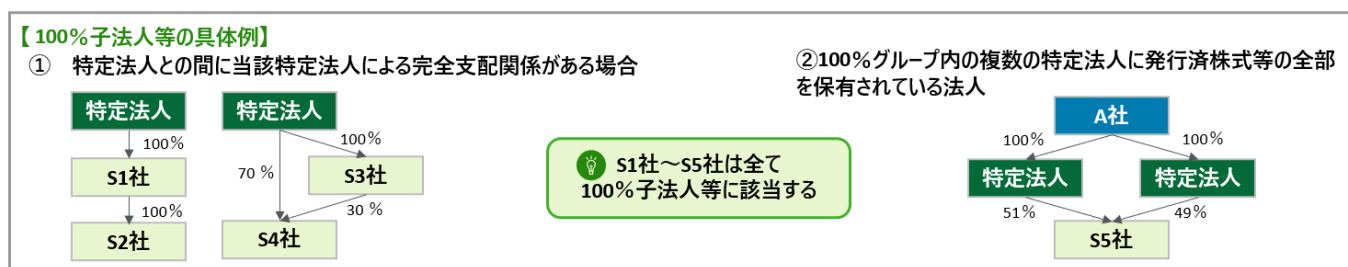 【 100%子法人等の具体例】
① 特定法人との間に当該特定法人による完全支配関係がある場合
特定法人
100%
S1社
100%
S2社
特定法人
100%
70 %
S3社
30 %
S4社
S1社～S5社は全て
100%子法人等に該当する
②100%グループ内の複数の特定法人に発行済株式等の全部
を保有されている法人
A社
100%
100%
特定法人
特定法人
51%
49%
S5社